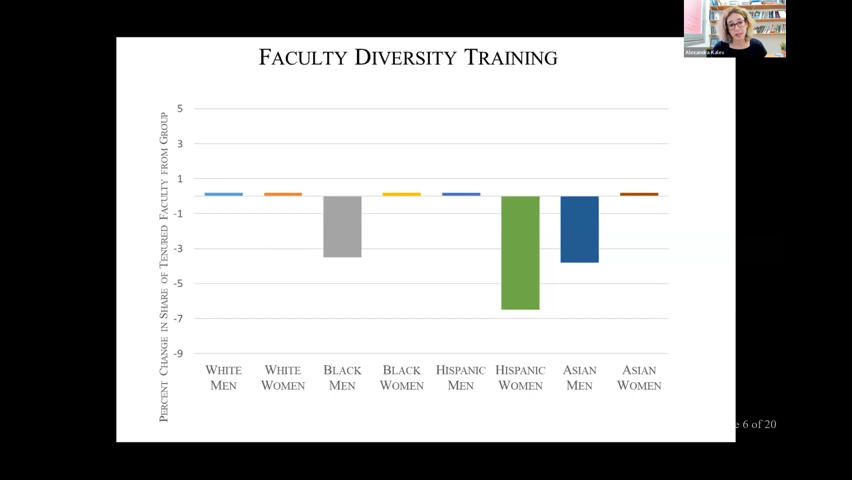 FACULTY DIVERSITY TRAINING
Alexandra Kalev
PERCENT CHANGE IN SHARE OF TENURED FACULTY FROM GROUP
5
3
1
-1
-3
-5
-7
-9
WHITE MEN
WHITE WOMEN
BLACK MEN
BLACK WOMEN
HISPANIC MEN
HISPANIC WOMEN
ASIAN MEN
ASIAN WOMEN
e 6 of 20